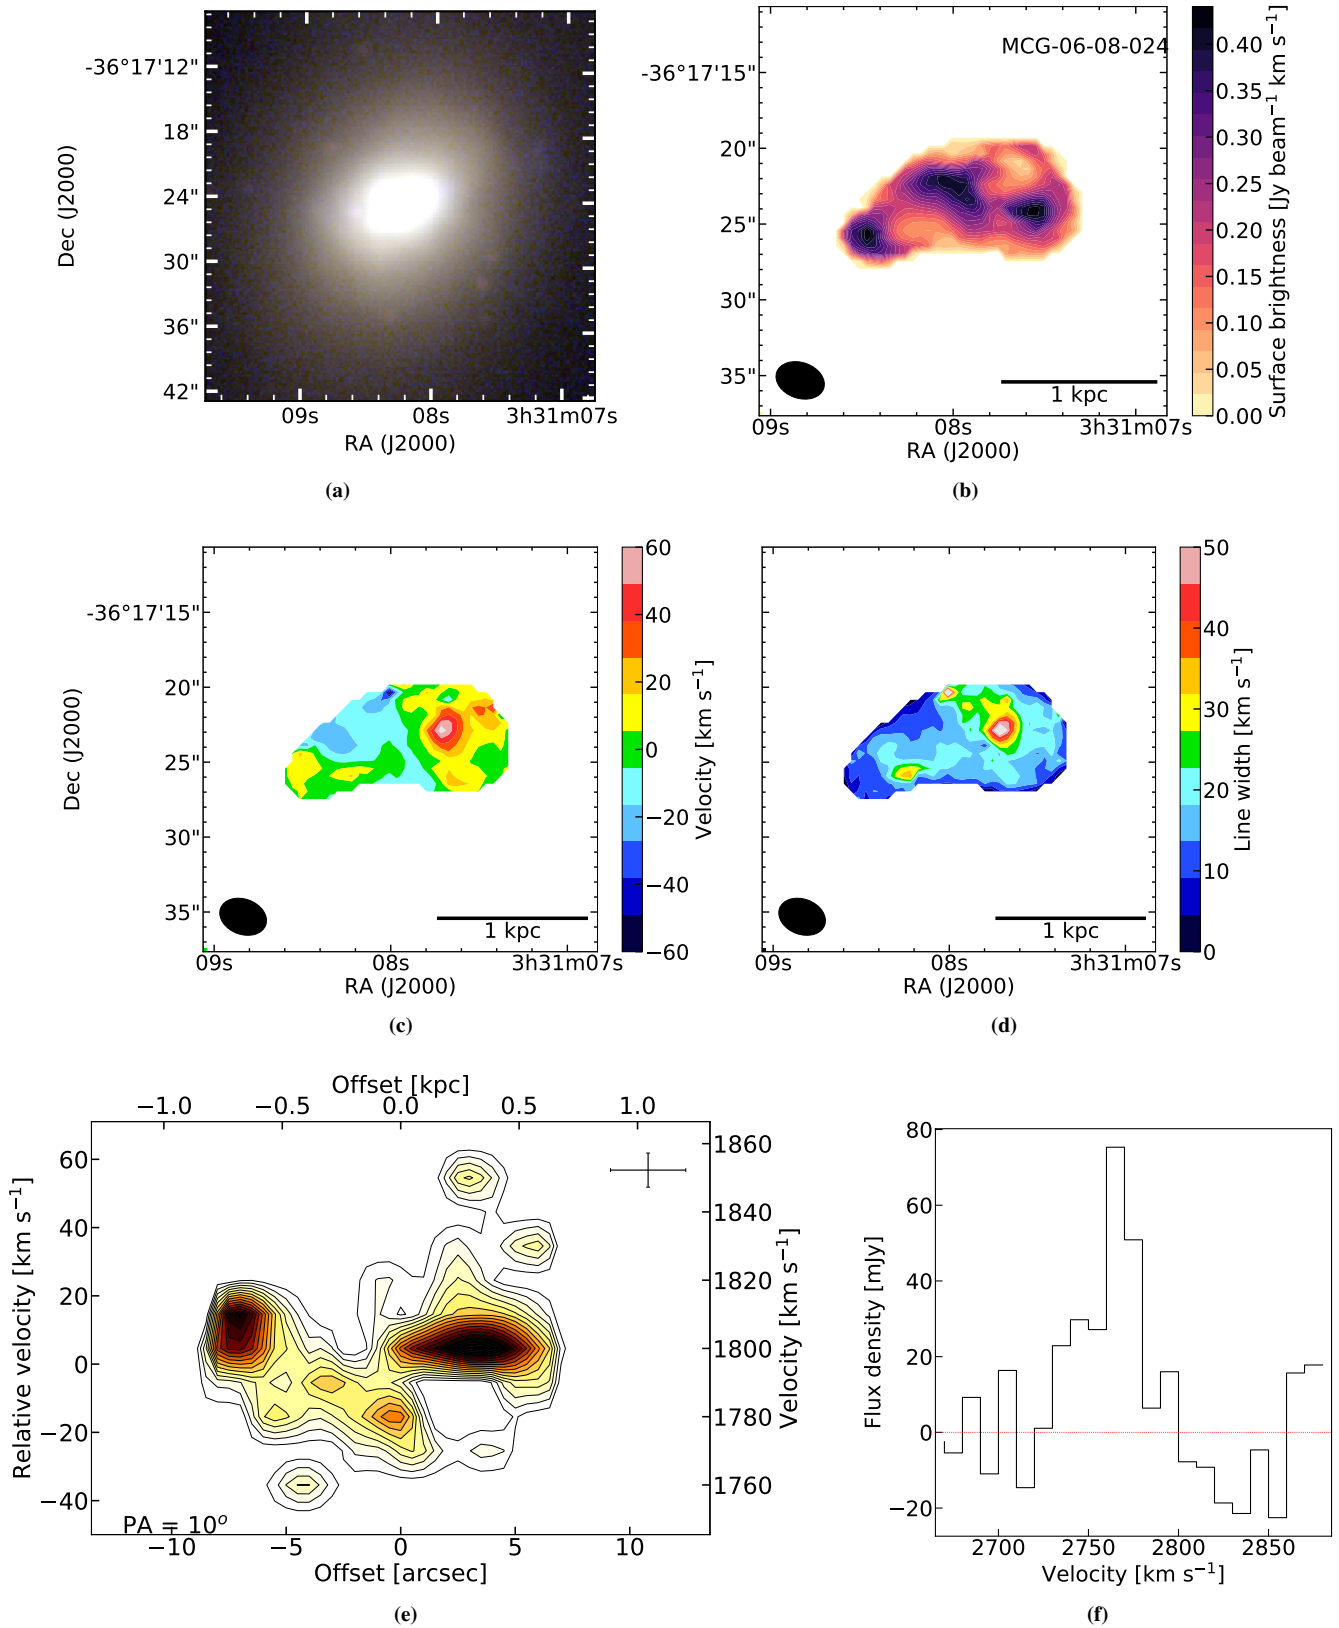 -36°17'12"
18"
24"
30"
36"
42"
Dec (J2000)
09s 08s 3h31m07s
RA (J2000)
(a)
MCG-06-08-024
-36°17'15"
20"
25"
30"
35"
1 kpc
09s 08s 3h31m07s
RA (J2000)
0.40
0.35
0.30
0.25
0.20
0.15
0.10
0.05
0.00
Surface brightness [Jy beam⁻¹ km s⁻¹]
(b)
-36°17'15"
20"
25"
30"
35"
Dec (J2000)
1 kpc
09s 08s 3h31m07s
RA (J2000)
60
40
20
0
−20
−40
−60
Velocity [km s⁻¹]
(c)
1 kpc
09s 08s 3h31m07s
RA (J2000)
50
40
30
20
10
0
Line width [km s⁻¹]
(d)
Offset [kpc]
−1.0 −0.5 0.0 0.5 1.0
60
40
20
0
−20
−40
Relative velocity [km s⁻¹]
1860
1840
1820
1800
1780
1760
Velocity [km s⁻¹]
PA = 10°
−10 −5 0 5 10
Offset [arcsec]
(e)
80
60
40
20
0
−20
Flux density [mJy]
2700 2750 2800 2850
Velocity [km s⁻¹]
(f)